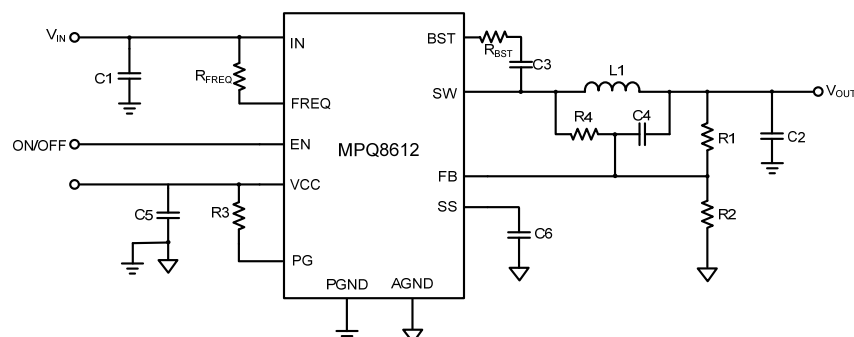 VIN
IN
BST
RBST
C1
RFREQ
C3
L1
FREQ
SW
VOUT
R4
C4
R1
C2
ON/OFF
EN
MPQ8612
VCC
FB
C5
R3
SS
R2
C6
PG
PGND
AGND